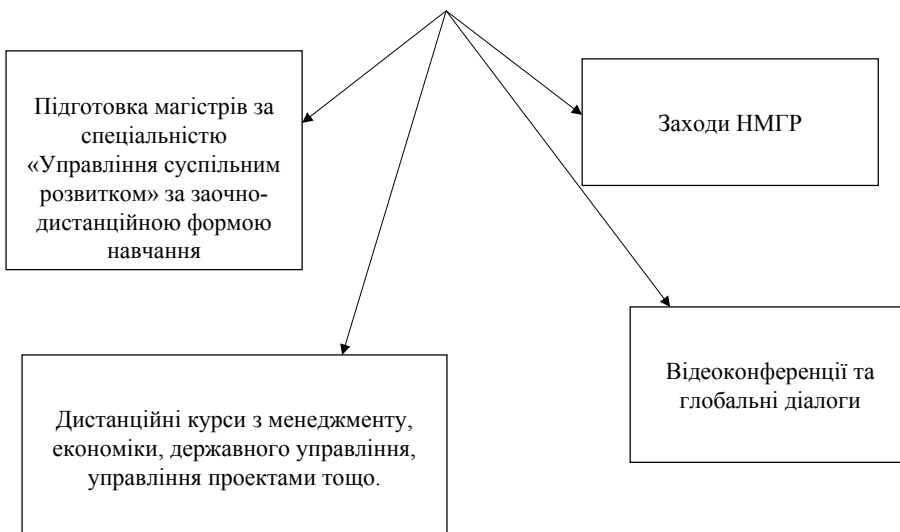 Підготовка магістрів за
спеціальністю
«Управління суспільним
розвитком» за заочно-
дистанційною формою
навчання
Заходи НМГР
Дистанційні курси з менеджменту,
економіки, державного управління,
управління проектами тощо.
Відеоконференції та
глобальні діалоги